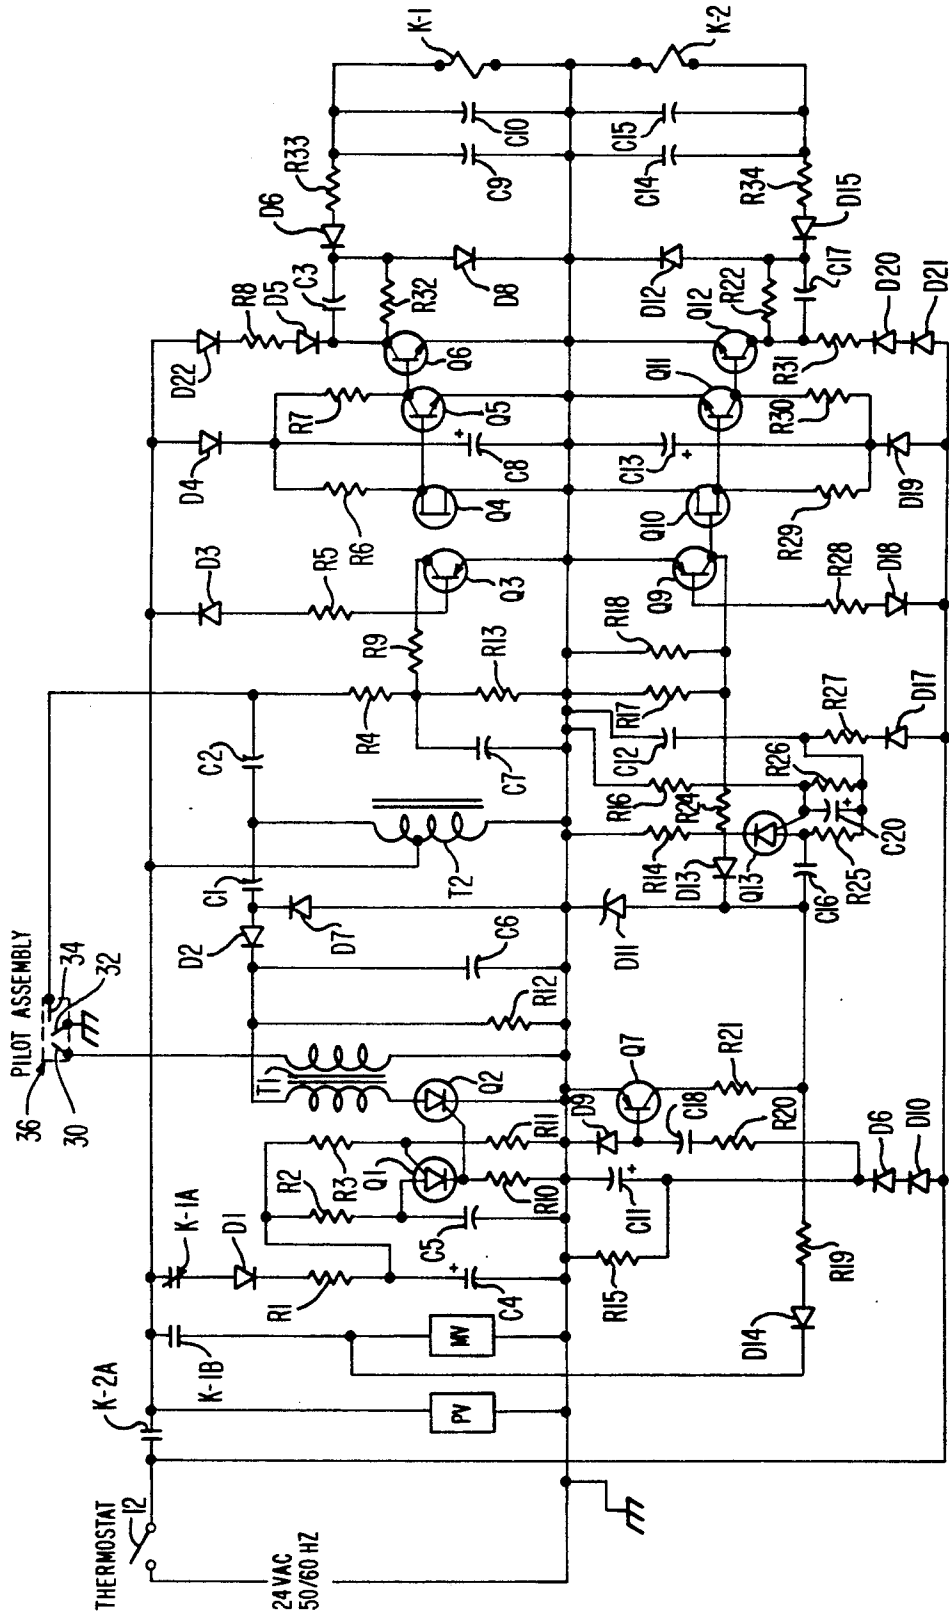 PILOT ASSEMBLY
36
34
32
30
THERMOSTAT
12
K-2A
K-1B
K-1A
D1
R1
R2
R3
Q1
T1
Q2
D2
C1
D7
C2
T2
R4
R9
D3
R5
Q3
D4
R6
Q4
R7
Q5
D22
R8
D5
C3
Q6
R32
D6
R33
D8
K-1
24VAC
50/60 HZ
PV
MV
C4
C5
R10
R11
R12
C6
C7
R13
C8
C9
C10
R15
C11
D9
Q7
C18
R20
R21
D11
R14
R16
C12
R17
R18
Q9
Q10
C13
Q11
Q12
R22
D12
C14
C15
K-2
D14
R19
D6
D10
D13
R24
Q13
C16
R25
C20
R26
R27
D17
R28
D18
R29
D19
R30
R31
D20
D21
C17
D15
R34